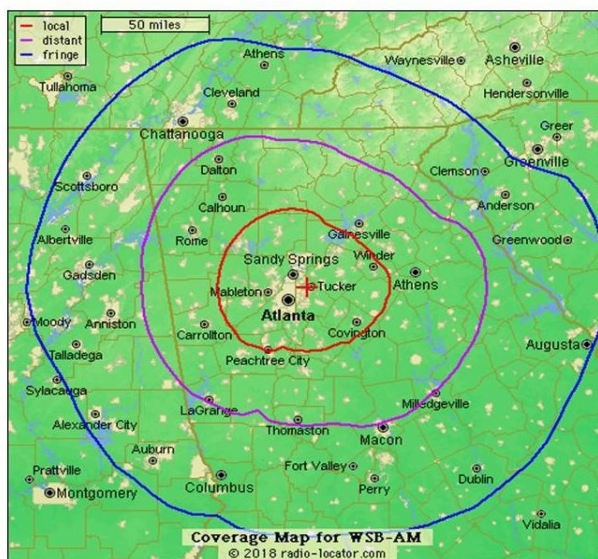 local
distant
fringe
50 miles
Athens
Waynesville
Asheville
Tullahoma
Cleveland
Hendersonville
Chattanooga
Greer
Greenville
Dalton
Clemson
Scottsboro
Calhoun
Anderson
Albertville
Rome
Gainesville
Greenwood
Gadsden
Sandy Springs
Winder
Athens
Mableton
Tucker
Atlanta
Moody
Anniston
Carrollton
Covington
Talladega
Peachtree City
Augusta
Sylacauga
LaGrange
Milledgeville
Alexander City
Thomaston
Macon
Auburn
Fort Valley
Prattville
Columbus
Perry
Dublin
Montgomery
Vidalia
Coverage Map for WSB-AM
© 2018 radio-locator.com